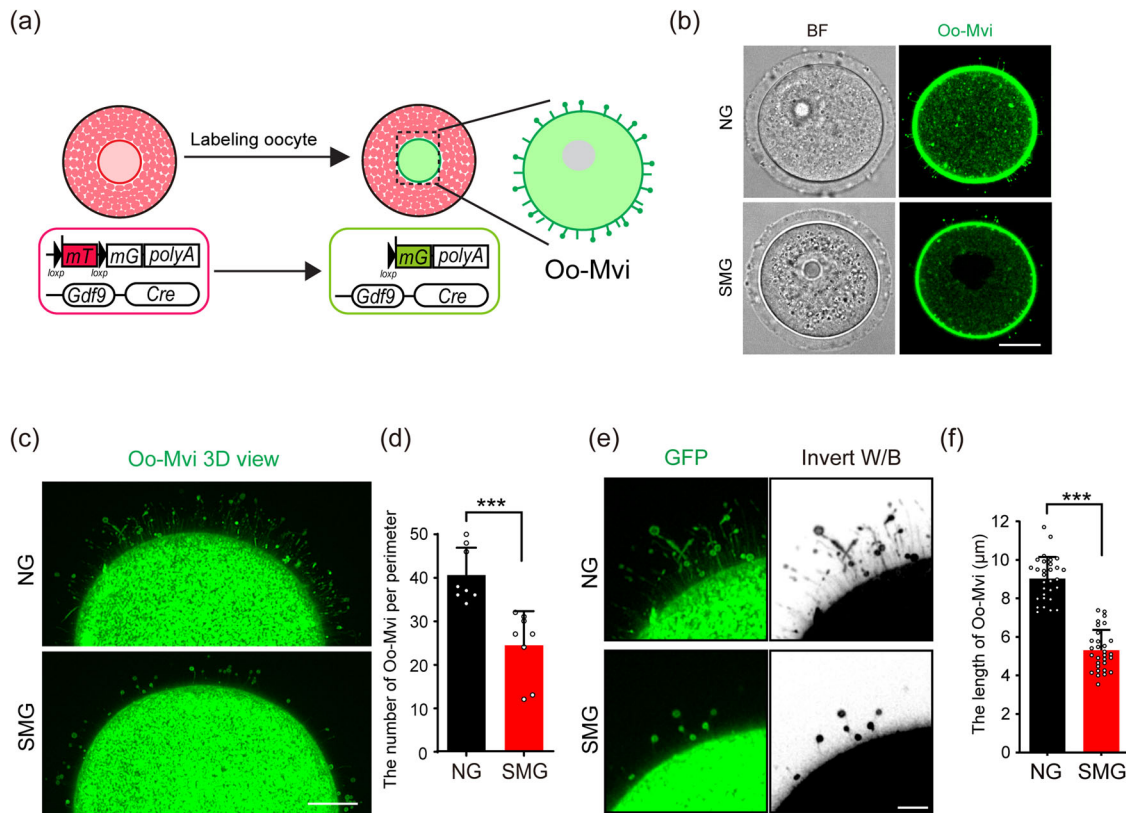 (a)
Labeling oocyte
mT mG polyA
loxp loxp
Gdf9 Cre
mG polyA
loxp
Gdf9 Cre
Oo-Mvi
(b)
BF Oo-Mvi
NG
SMG
(c)
Oo-Mvi 3D view
NG
SMG
(d)
***
The number of Oo-Mvi per perimeter
50
40
30
20
10
0
NG SMG
(e)
GFP Invert W/B
NG
SMG
(f)
***
The length of Oo-Mvi (μm)
12
10
8
6
4
2
0
NG SMG